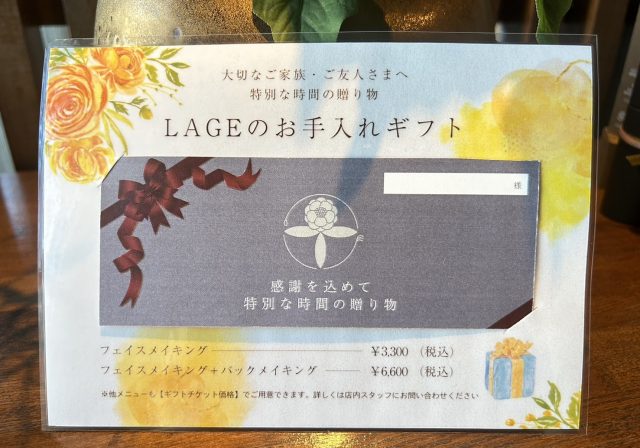 大切なご家族・ご友人さまへ
特別な時間の贈り物
LAGEのお手入れギフト
様
感謝を込めて
特別な時間の贈り物
フェイスメイキング ¥3,300 (税込)
フェイスメイキング+バックメイキング ¥6,600 (税込)
※他メニューも【ギフトチケット価格】でご用意できます。詳しくは店内スタッフにお問い合わせください